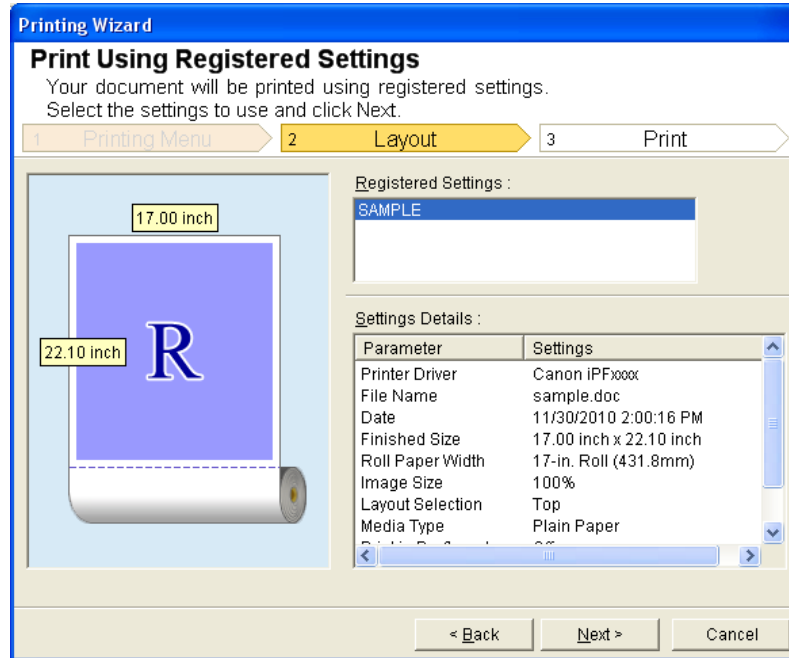 Printing Wizard
Print Using Registered Settings
Your document will be printed using registered settings.
Select the settings to use and click Next.
1 Printing Menu 2 Layout 3 Print
17.00 inch
22.10 inch
R
Registered Settings :
SAMPLE
Settings Details :
Parameter Settings
Printer Driver Canon iPFxxxx
File Name sample.doc
Date 11/30/2010 2:00:16 PM
Finished Size 17.00 inch x 22.10 inch
Roll Paper Width 17-in. Roll (431.8mm)
Image Size 100%
Layout Selection Top
Media Type Plain Paper
< Back Next > Cancel